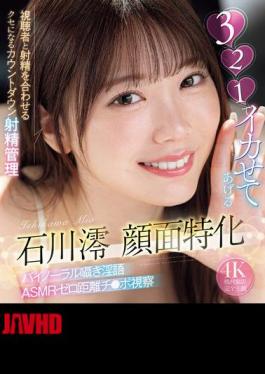 視聴者と射精を合わせる
クセになるカウントダウン射精管理
321イカせてあげる
Ishikawa Mio
石川澪 顔面特化
バイノーラル囁き淫語
ASMRゼロ距離チ●ポ視察
4K
JAVHD